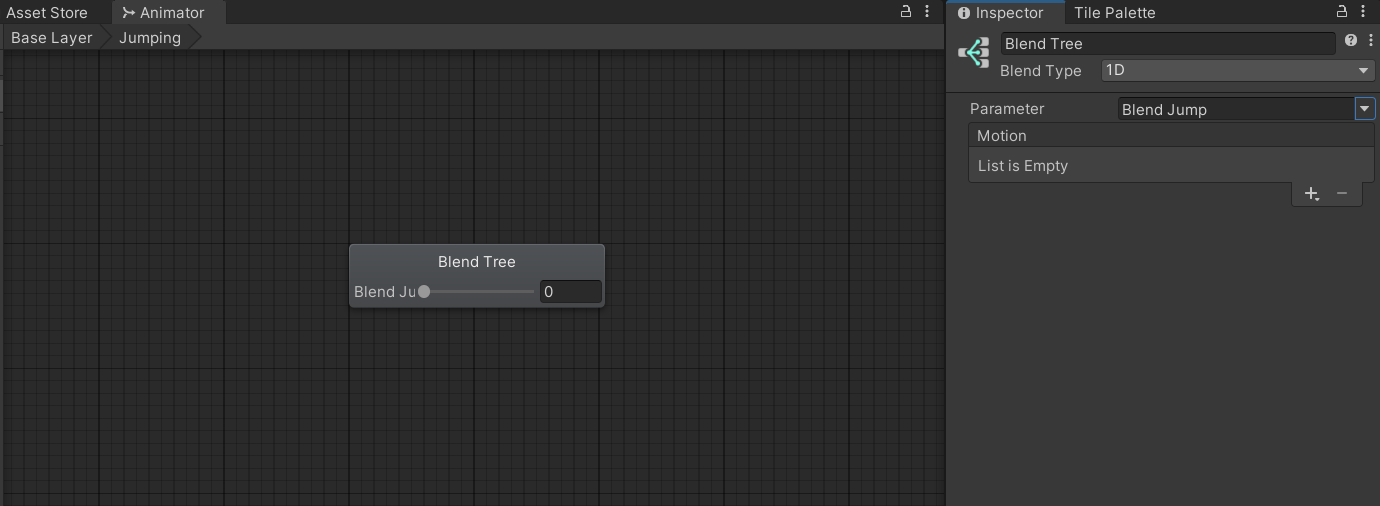 Asset Store
Animator
Base Layer
Jumping
Blend Tree
Blend Ju
0
Inspector
Tile Palette
Blend Tree
Blend Type
1D
Parameter
Blend Jump
Motion
List is Empty